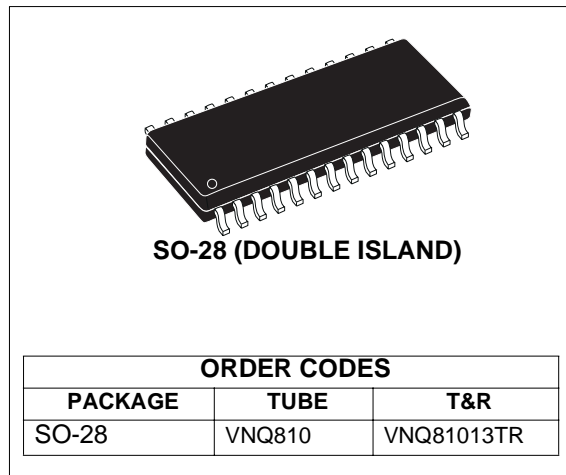 SO-28 (DOUBLE ISLAND)
ORDER CODES
PACKAGE TUBE T&R
SO-28 VNQ810 VNQ81013TR